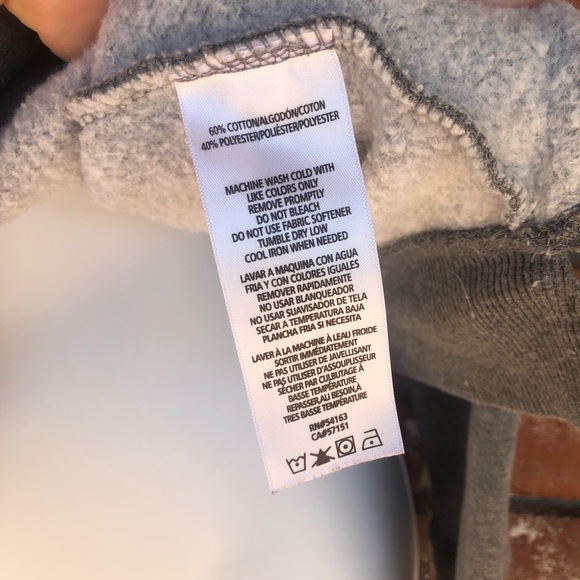 60% COTTON/ALGODÓN/COTON
40% POLYESTER/POLIÉSTER/POLYESTER
MACHINE WASH COLD WITH
LIKE COLORS ONLY
REMOVE PROMPTLY
DO NOT BLEACH
DO NOT USE FABRIC SOFTENER
TUMBLE DRY LOW
COOL IRON WHEN NEEDED
LAVAR A MAQUINA CON AGUA
FRIA Y CON COLORES IGUALES
REMOVER RAPIDAMENTE
NO USAR BLANQUEADOR
NO USAR SUAVISADOR DE TELA
SECAR A TEMPERATURA BAJA
PLANCHA FRIA SI NECESITA
LAVER À LA MACHINE À LEAU FROIDE
SORTIR IMMÉDIATEMENT
NE PAS UTILISER DE JAVELLISANT
NE PAS UTILISER D'ASSOUPLISSEUR
SÉCHER PAR CULBUTAGE À
BASSE TEMPÉRATURE
REPASSER,AU BESOIN,À
TRES BASSE TEMPÉRATURE
RN#54163
CA#57151